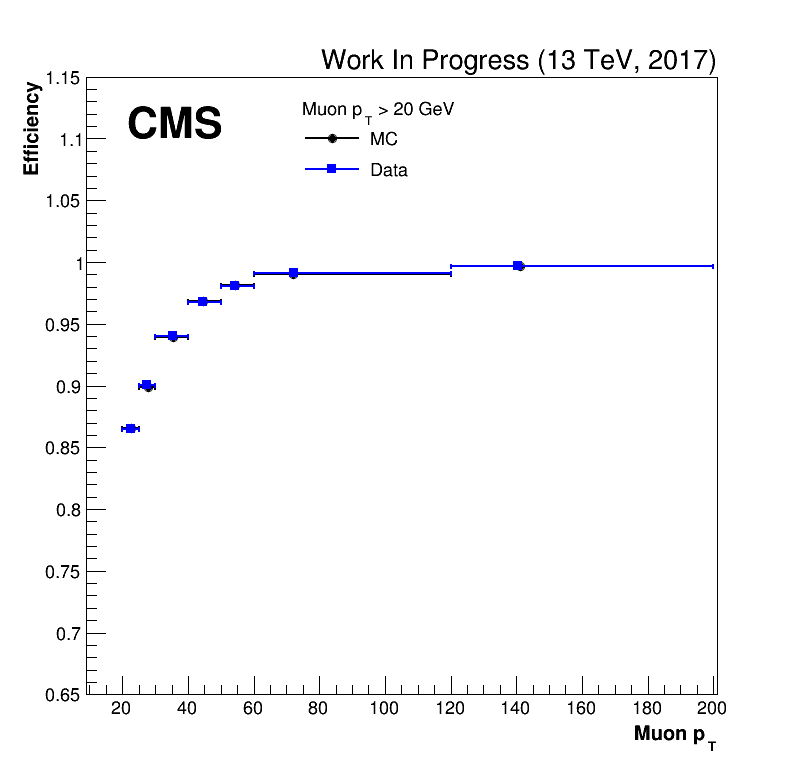 Work In Progress (13 TeV, 2017)
CMS
Muon p_T > 20 GeV
MC
Data
Efficiency
1.15
1.1
1.05
1
0.95
0.9
0.85
0.8
0.75
0.7
0.65
20 40 60 80 100 120 140 160 180 200
Muon p_T